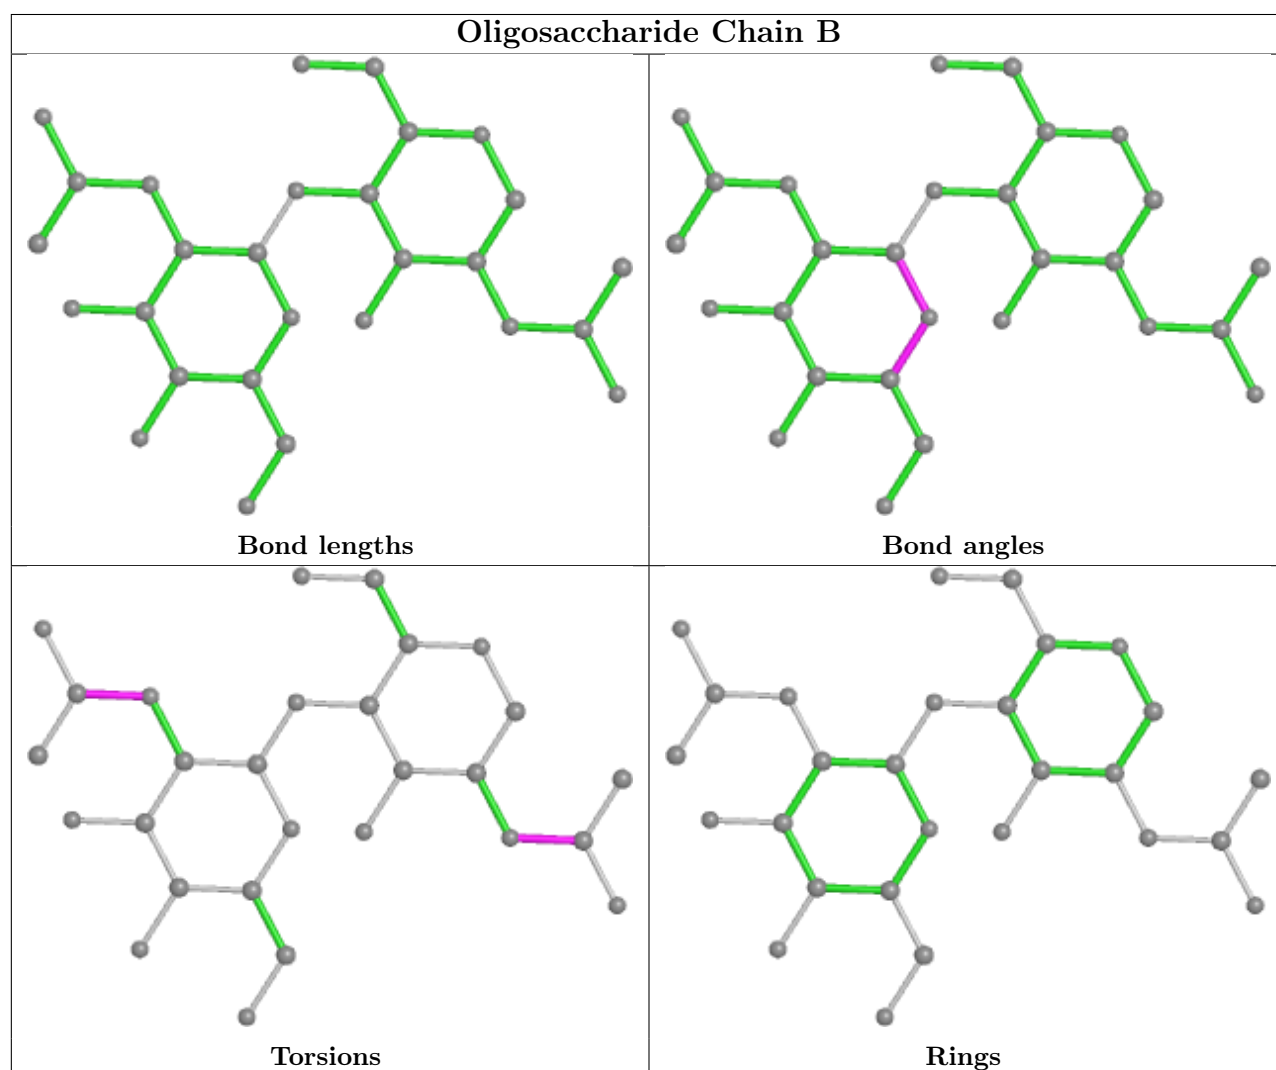 Oligosaccharide Chain B
Bond lengths
Bond angles
Torsions
Rings